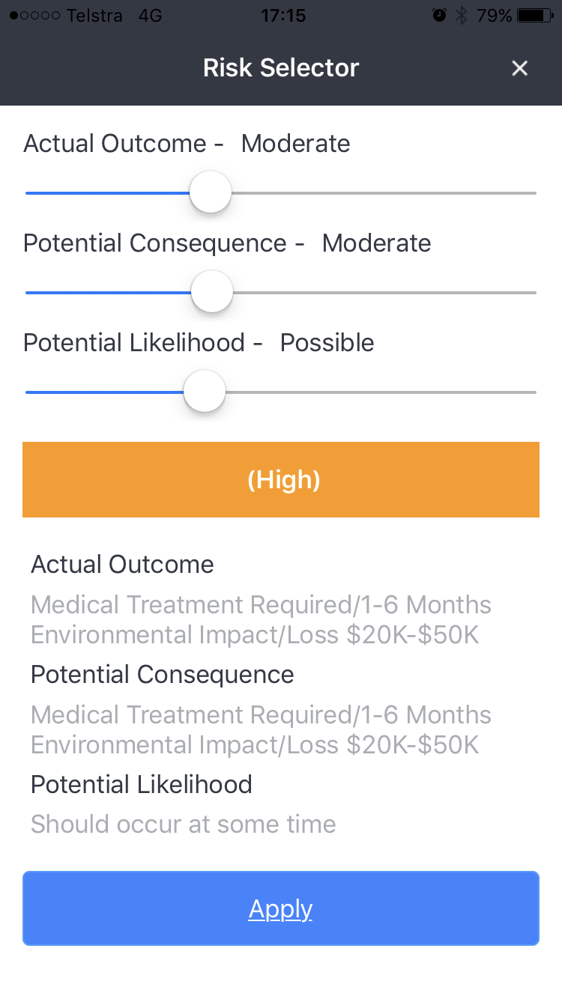 Telstra 4G 17:15 79%
Risk Selector
Actual Outcome - Moderate
Potential Consequence - Moderate
Potential Likelihood - Possible
(High)
Actual Outcome
Medical Treatment Required/1-6 Months
Environmental Impact/Loss $20K-$50K
Potential Consequence
Medical Treatment Required/1-6 Months
Environmental Impact/Loss $20K-$50K
Potential Likelihood
Should occur at some time
Apply